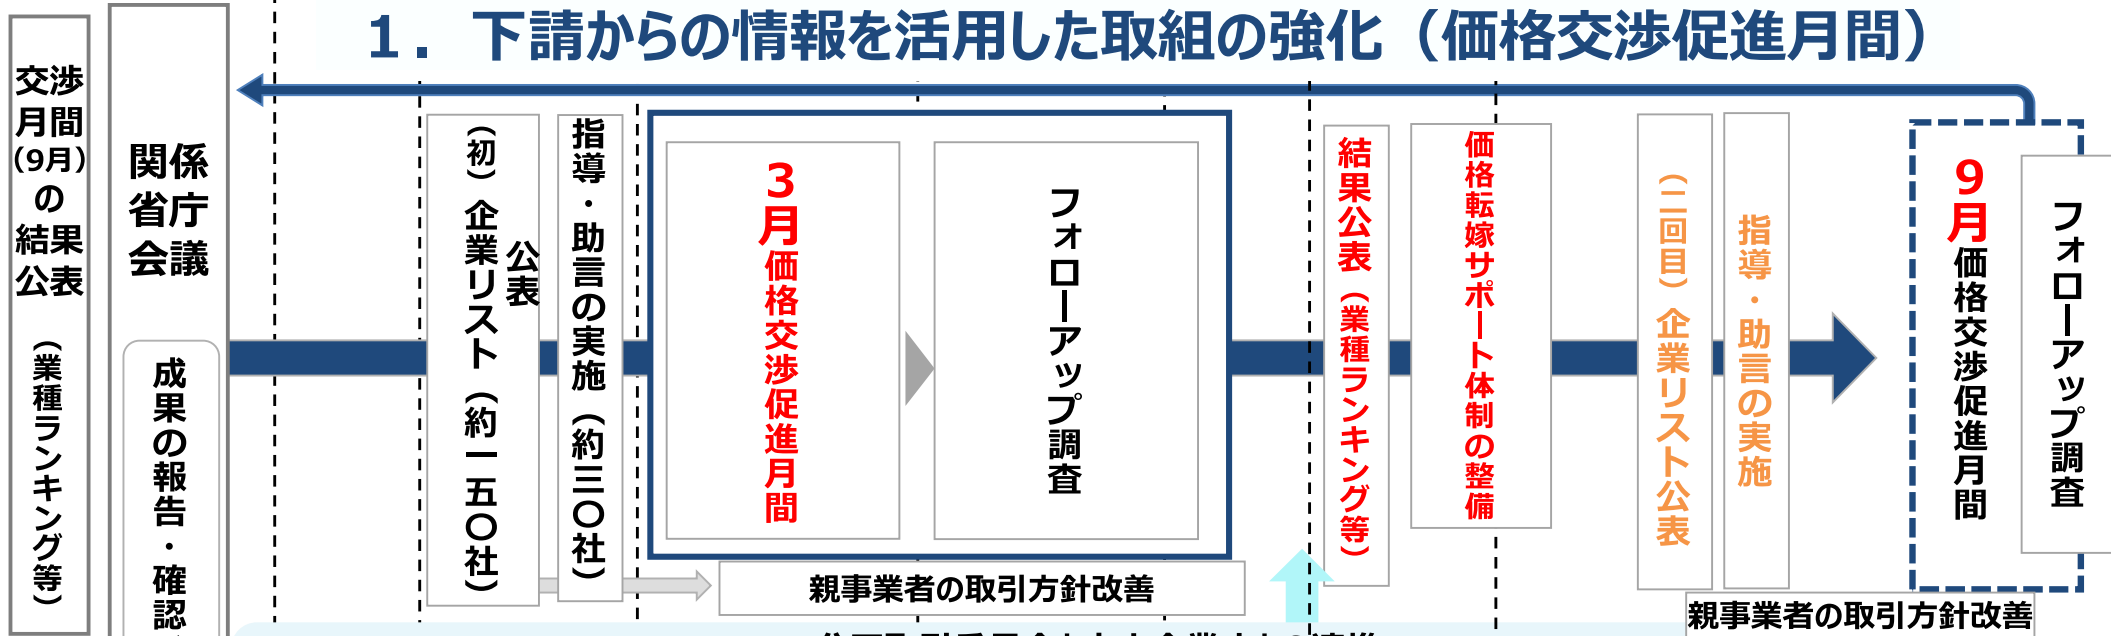 １．下請からの情報を活用した取組の強化（価格交渉促進月間）
交渉
月間
（9月）
の
結果
公表
（業種ランキング等）
関係
省庁
会議
成果の報告・確認
（初）企業リスト（約一五〇社）
公表
指導・助言の実施（約三〇社）
3月価格交渉促進月間
フォローアップ調査
親事業者の取引方針改善
結果公表（業種ランキング等）
価格転嫁サポート体制の整備
（二回目）企業リスト公表
指導・助言の実施
9月価格交渉促進月間
フォローアップ調査
親事業者の取引方針改善